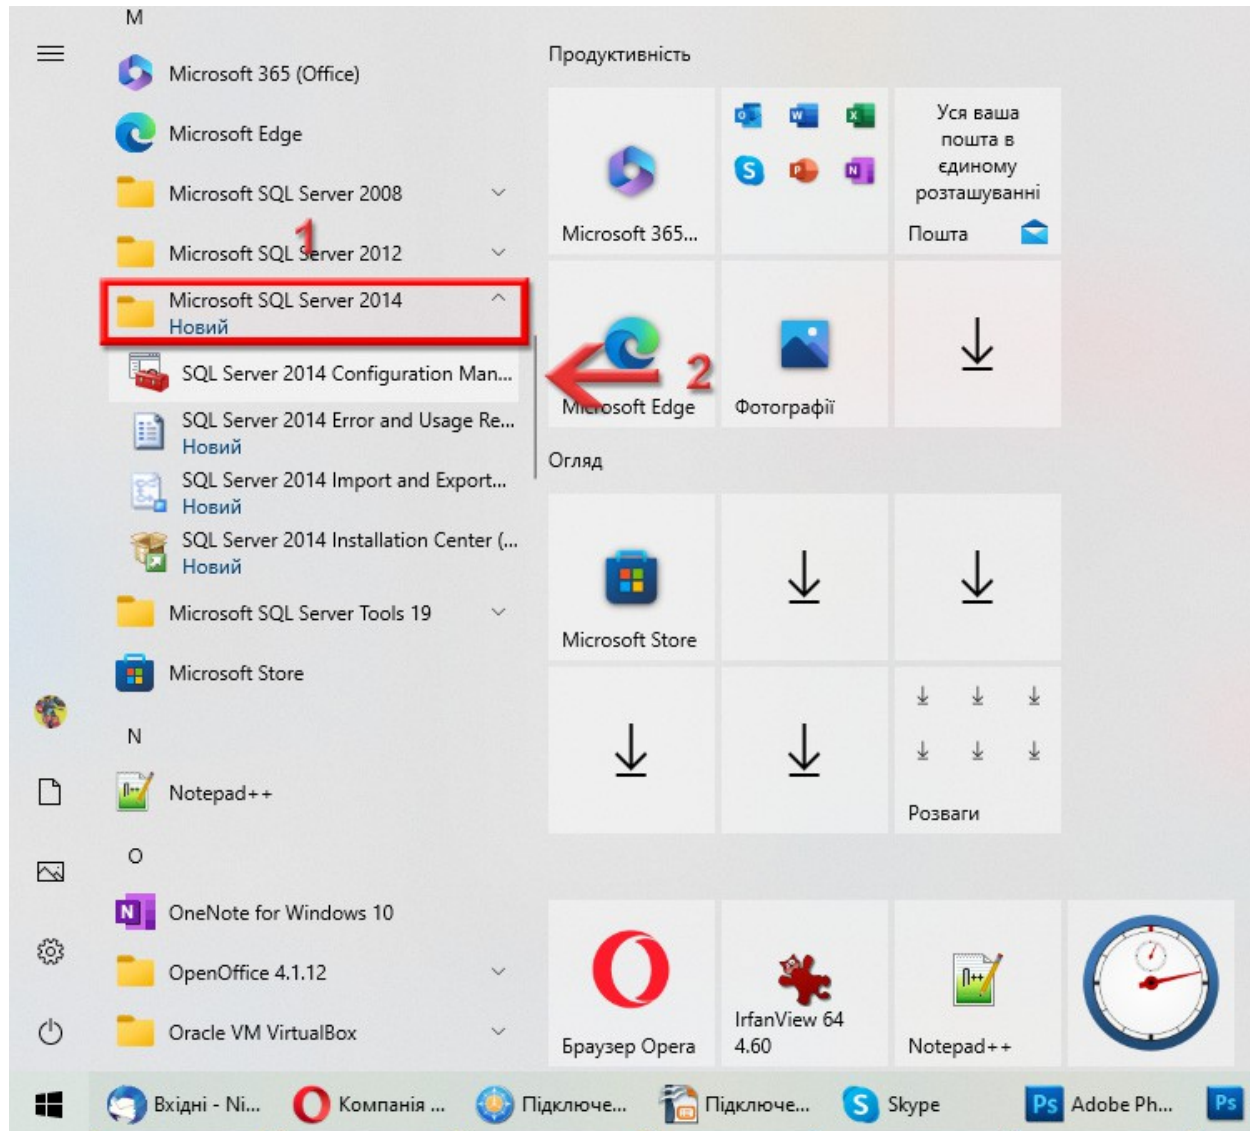 M
Microsoft 365 (Office)
Microsoft Edge
Microsoft SQL Server 2008
1
Microsoft SQL Server 2012
Microsoft SQL Server 2014
Новий
SQL Server 2014 Configuration Man...
SQL Server 2014 Error and Usage Re...
Новий
SQL Server 2014 Import and Export...
Новий
SQL Server 2014 Installation Center (...
Новий
Microsoft SQL Server Tools 19
Microsoft Store
N
Notepad++
O
OneNote for Windows 10
OpenOffice 4.1.12
Oracle VM VirtualBox
Продуктивність
Microsoft 365...
Уся ваша
пошта в
єдиному
розташуванні
Пошта
2
Microsoft Edge
Фотографії
Огляд
Microsoft Store
Розваги
Браузер Opera
IrfanView 64
4.60
Notepad++
Вхідні - Ni...
Компанія ...
Підключе...
Підключе...
Skype
Ps
Adobe Ph...
Ps